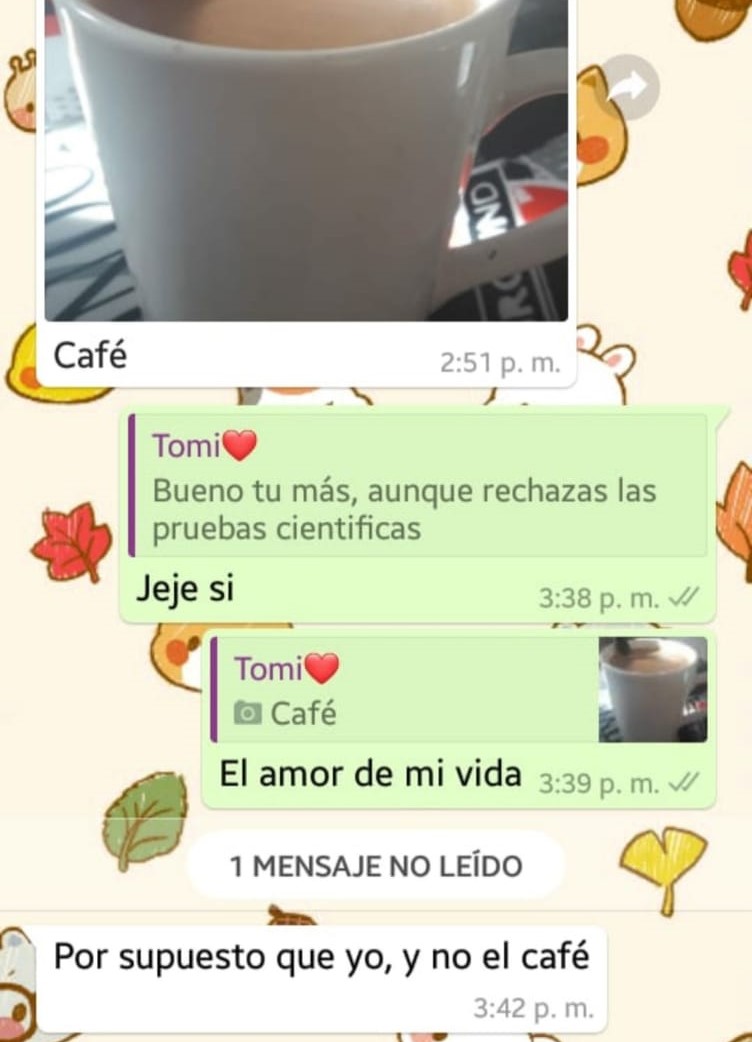 ND
RO
Café
2:51 p. m.
Tomi❤️
Bueno tu más, aunque rechazas las
pruebas cientificas
Jeje si
3:38 p. m.
Tomi❤️
Café
El amor de mi vida
3:39 p. m.
1 MENSAJE NO LEÍDO
Por supuesto que yo, y no el café
3:42 p. m.